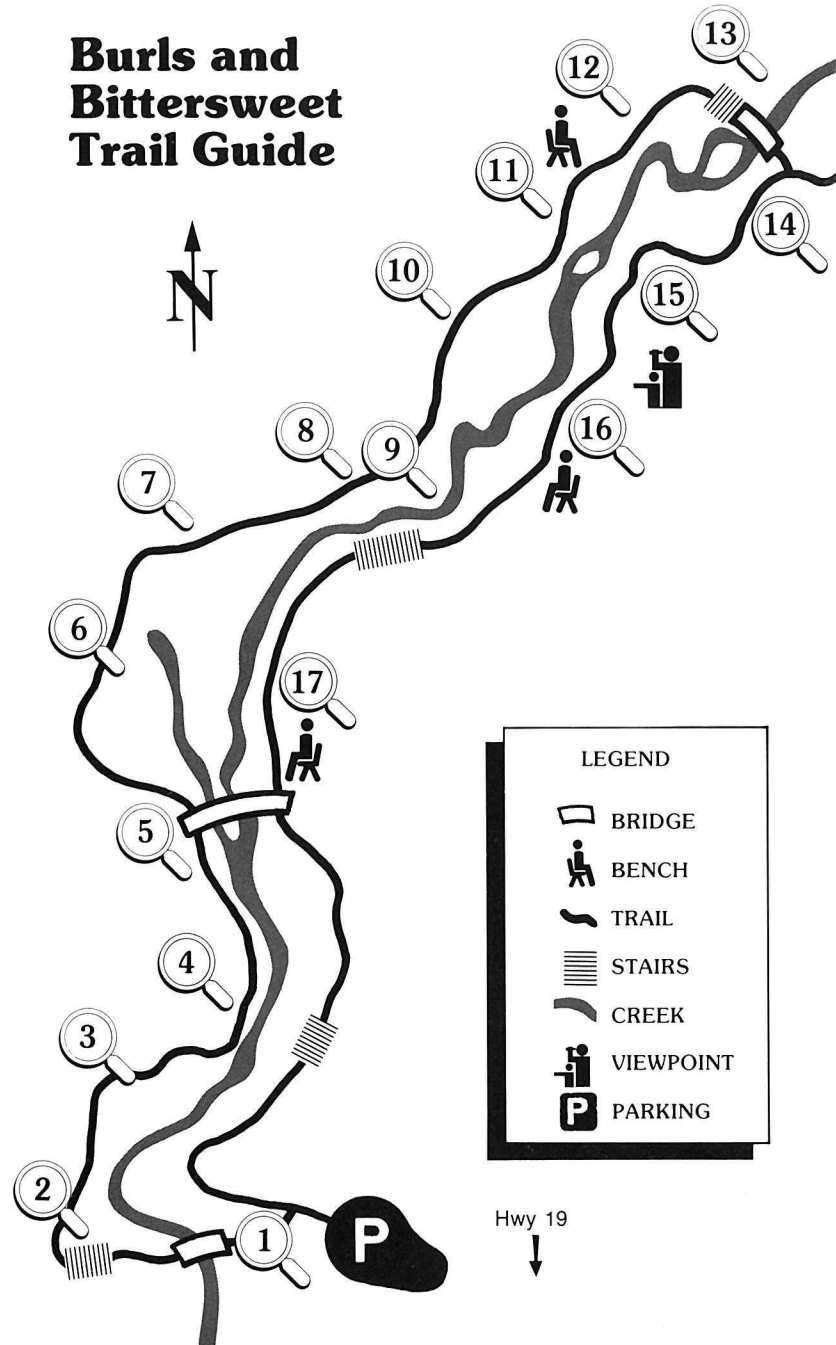 Burls and
Bittersweet
Trail Guide
N
13
12
11
14
10
15
8
9
16
7
6
17
5
4
3
2
1
P
LEGEND
BRIDGE
BENCH
TRAIL
STAIRS
CREEK
VIEWPOINT
P PARKING
Hwy 19